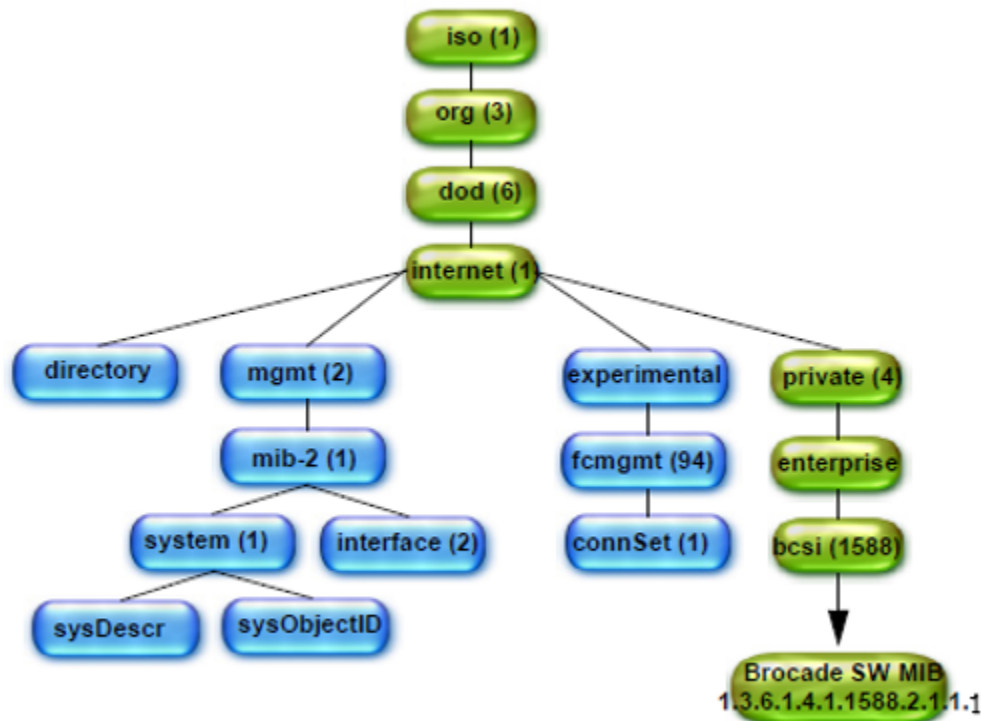 iso (1)
org (3)
dod (6)
internet (1)
directory
mgmt (2)
experimental
private (4)
mib-2 (1)
fcmgmt (94)
enterprise
system (1)
interface (2)
connSet (1)
bcsi (1588)
sysDescr
sysObjectID
Brocade SW MIB
1.3.6.1.4.1.1588.2.1.1.1